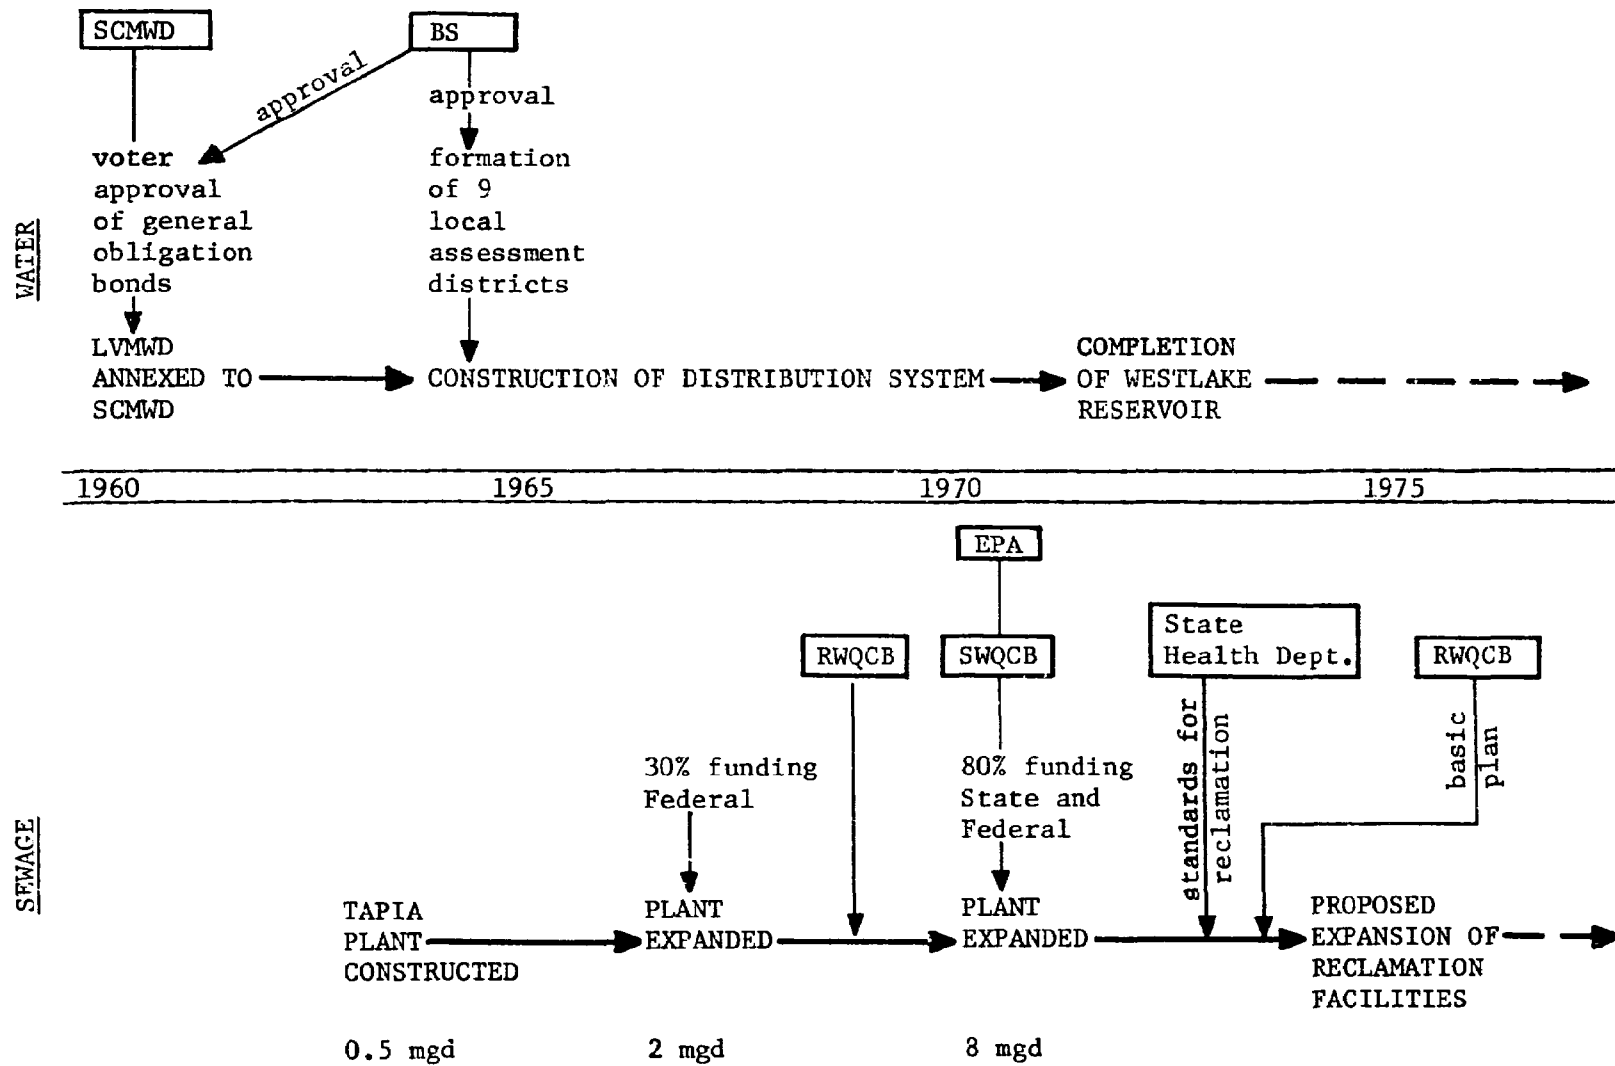 SCMWD
BS
approval
approval
voter
approval
of general
obligation
bonds
formation
of 9
local
assessment
districts
WATER
LVMWD
ANNEXED TO
SCMWD
CONSTRUCTION OF DISTRIBUTION SYSTEM
COMPLETION
OF WESTLAKE
RESERVOIR
1960
1965
1970
1975
EPA
RWQCB
SWQCB
State
Health Dept.
RWQCB
30% funding
Federal
80% funding
State and
Federal
standards for
reclamation
basic
plan
SEWAGE
TAPIA
PLANT
CONSTRUCTED
PLANT
EXPANDED
PLANT
EXPANDED
PROPOSED
EXPANSION OF
RECLAMATION
FACILITIES
0.5 mgd
2 mgd
8 mgd